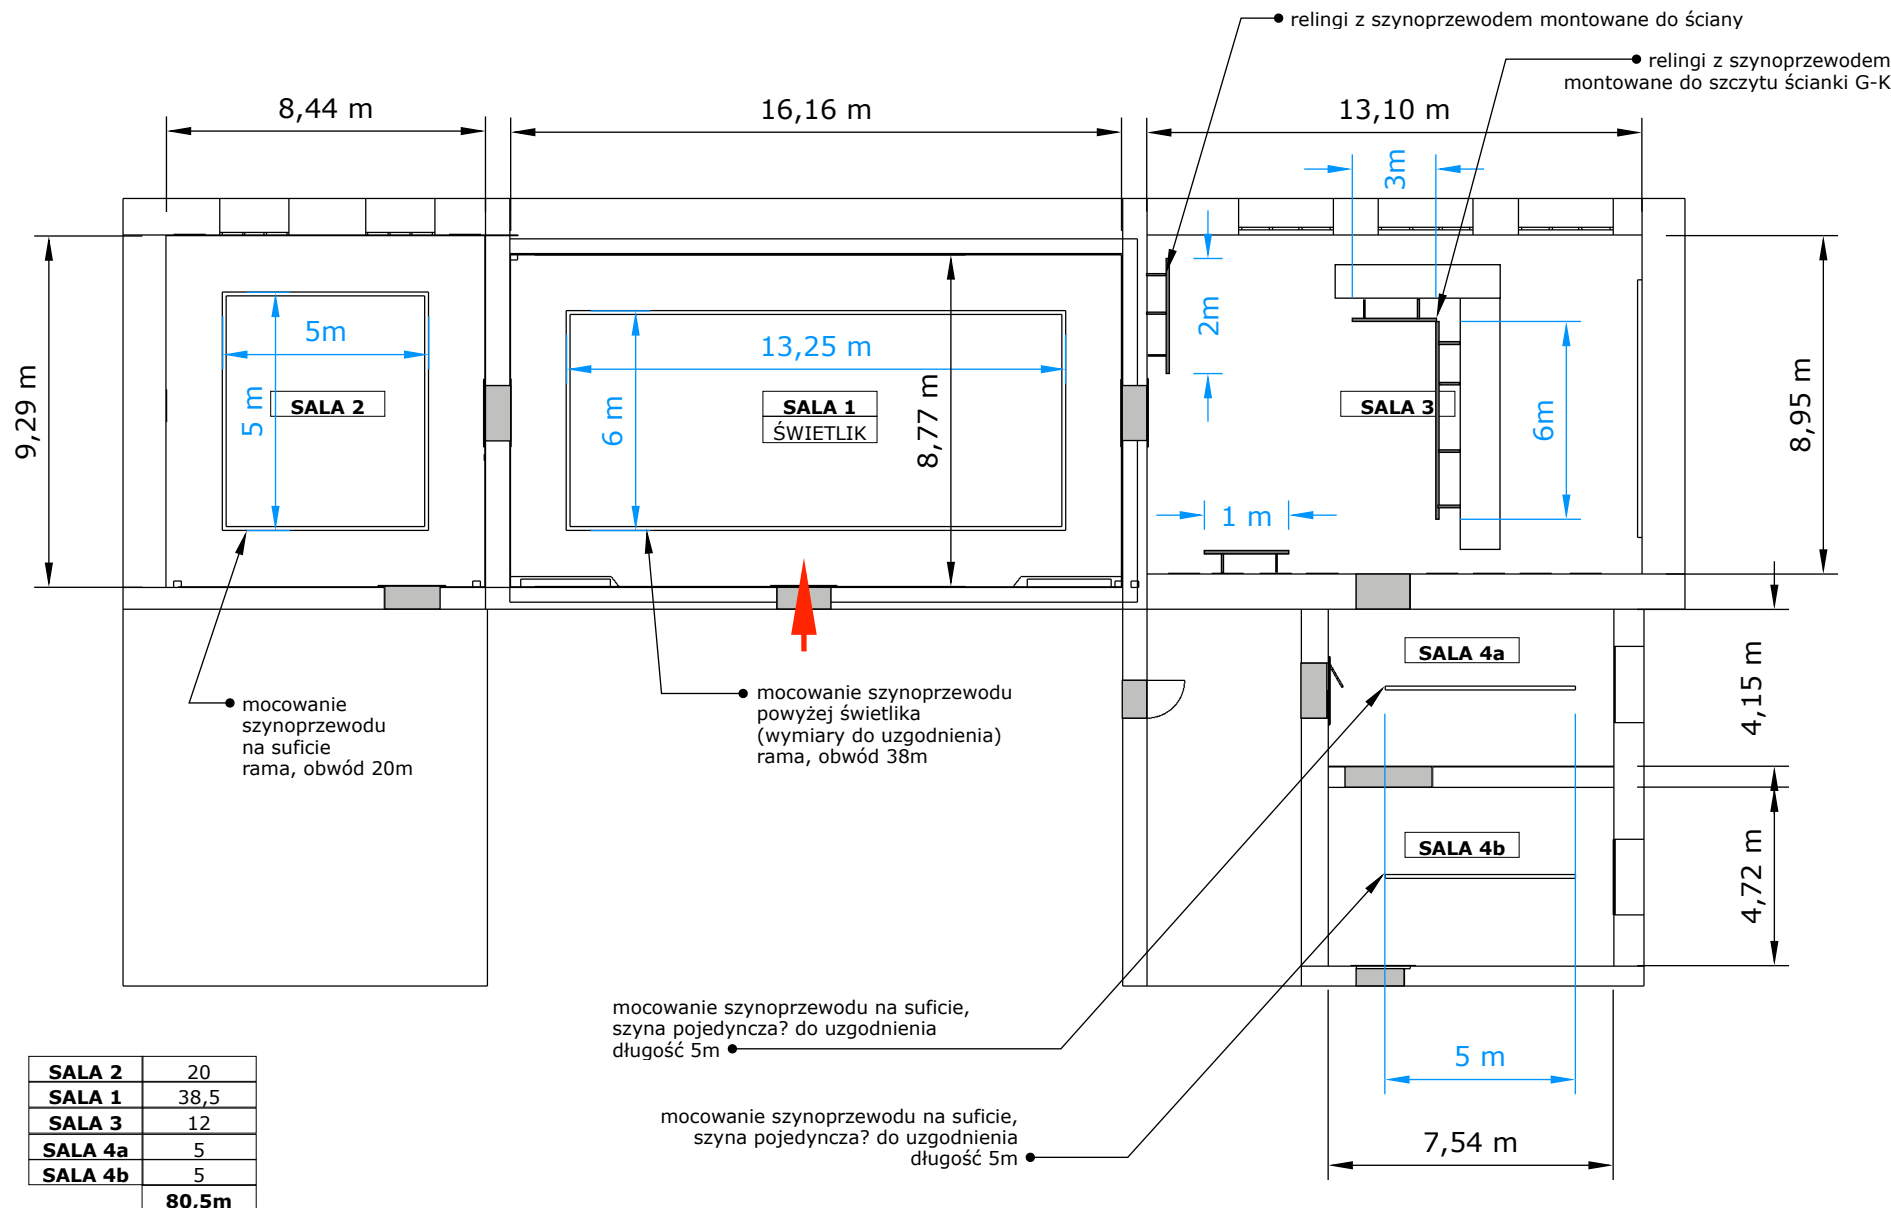 relingi z szynoprzewodem montowane do ściany
relingi z szynoprzewodem
montowane do szczytu ścianki G-K
8,44 m
16,16 m
13,10 m
3m
9,29 m
5m
5 m
SALA 2
13,25 m
6 m
SALA 1
ŚWIETLIK
8,77 m
2m
SALA 3
6m
8,95 m
1 m
mocowanie
szynoprzewodu
na suficie
rama, obwód 20m
mocowanie szynoprzewodu
powyżej świetlika
(wymiary do uzgodnienia)
rama, obwód 38m
SALA 4a
4,15 m
SALA 4b
4,72 m
mocowanie szynoprzewodu na suficie,
szyna pojedyncza? do uzgodnienia
długość 5m
5 m
mocowanie szynoprzewodu na suficie,
szyna pojedyncza? do uzgodnienia
długość 5m
7,54 m
SALA 2 20
SALA 1 38,5
SALA 3 12
SALA 4a 5
SALA 4b 5
80,5m